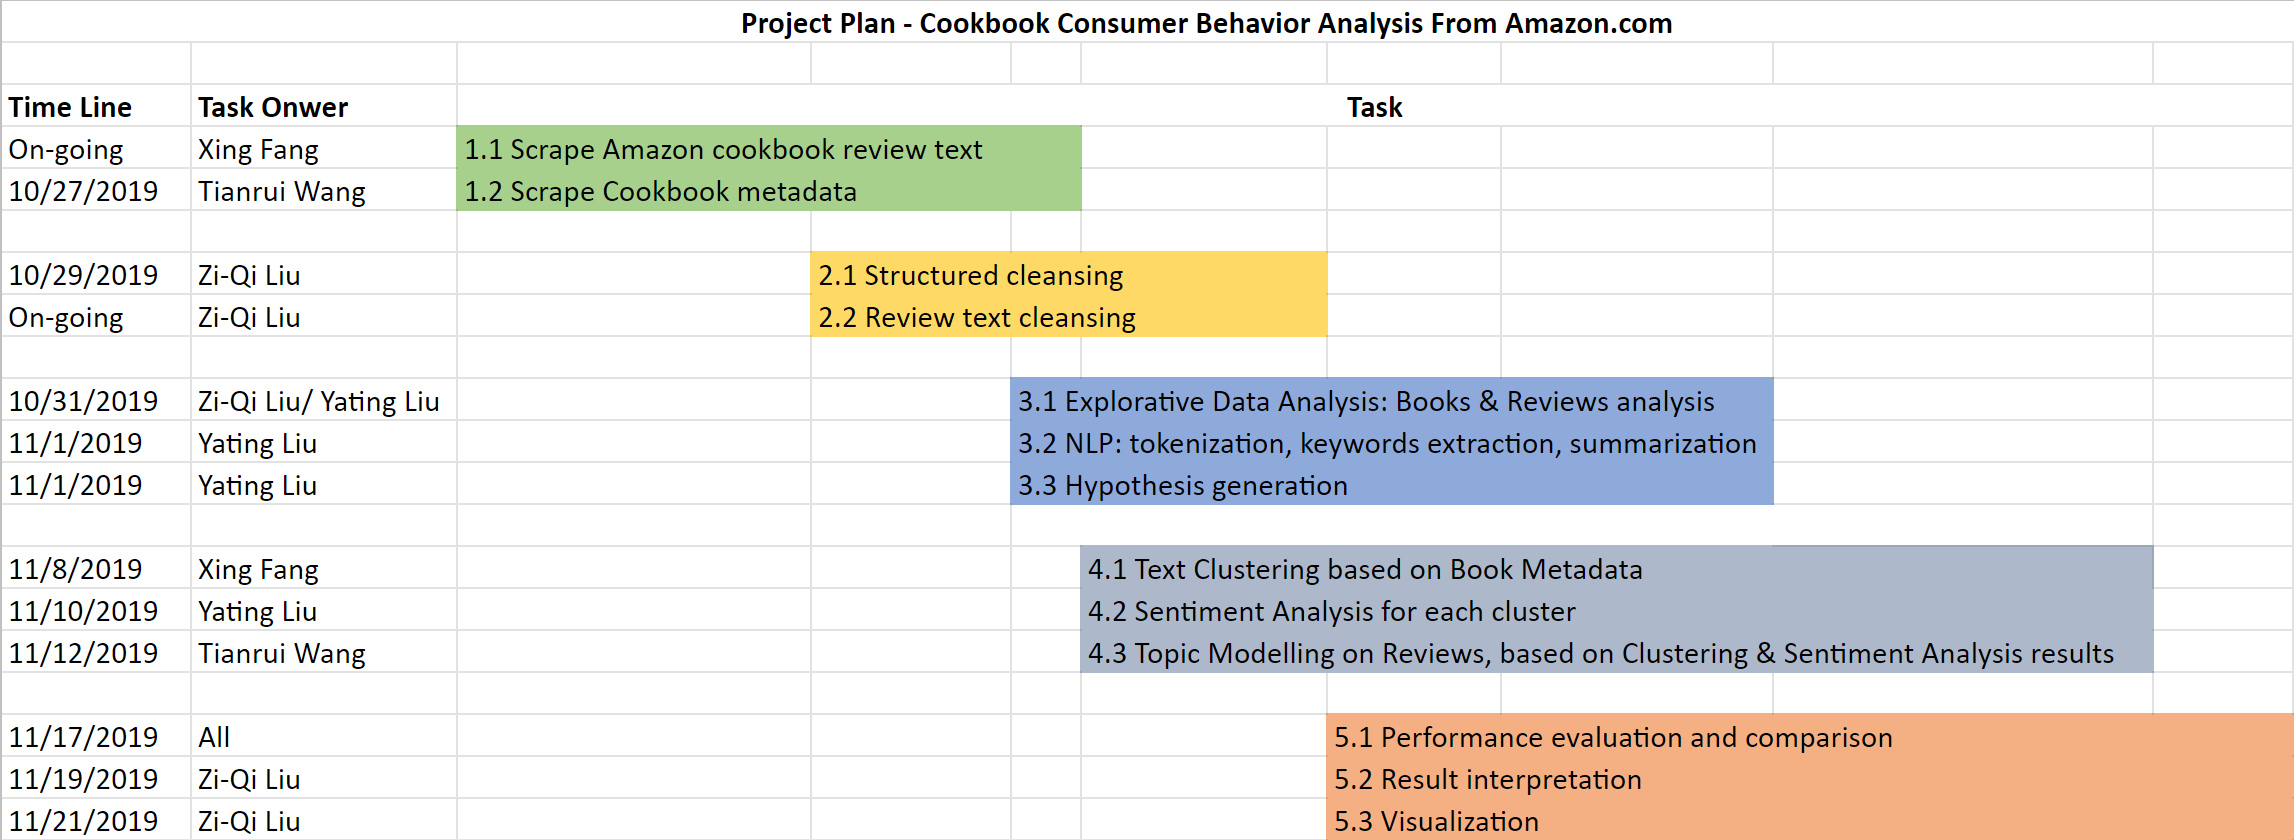 Project Plan - Cookbook Consumer Behavior Analysis From Amazon.com
Time Line Task Onwer Task
On-going Xing Fang 1.1 Scrape Amazon cookbook review text
10/27/2019 Tianrui Wang 1.2 Scrape Cookbook metadata
10/29/2019 Zi-Qi Liu 2.1 Structured cleansing
On-going Zi-Qi Liu 2.2 Review text cleansing
10/31/2019 Zi-Qi Liu/ Yating Liu 3.1 Explorative Data Analysis: Books & Reviews analysis
11/1/2019 Yating Liu 3.2 NLP: tokenization, keywords extraction, summarization
11/1/2019 Yating Liu 3.3 Hypothesis generation
11/8/2019 Xing Fang 4.1 Text Clustering based on Book Metadata
11/10/2019 Yating Liu 4.2 Sentiment Analysis for each cluster
11/12/2019 Tianrui Wang 4.3 Topic Modelling on Reviews, based on Clustering & Sentiment Analysis results
11/17/2019 All 5.1 Performance evaluation and comparison
11/19/2019 Zi-Qi Liu 5.2 Result interpretation
11/21/2019 Zi-Qi Liu 5.3 Visualization